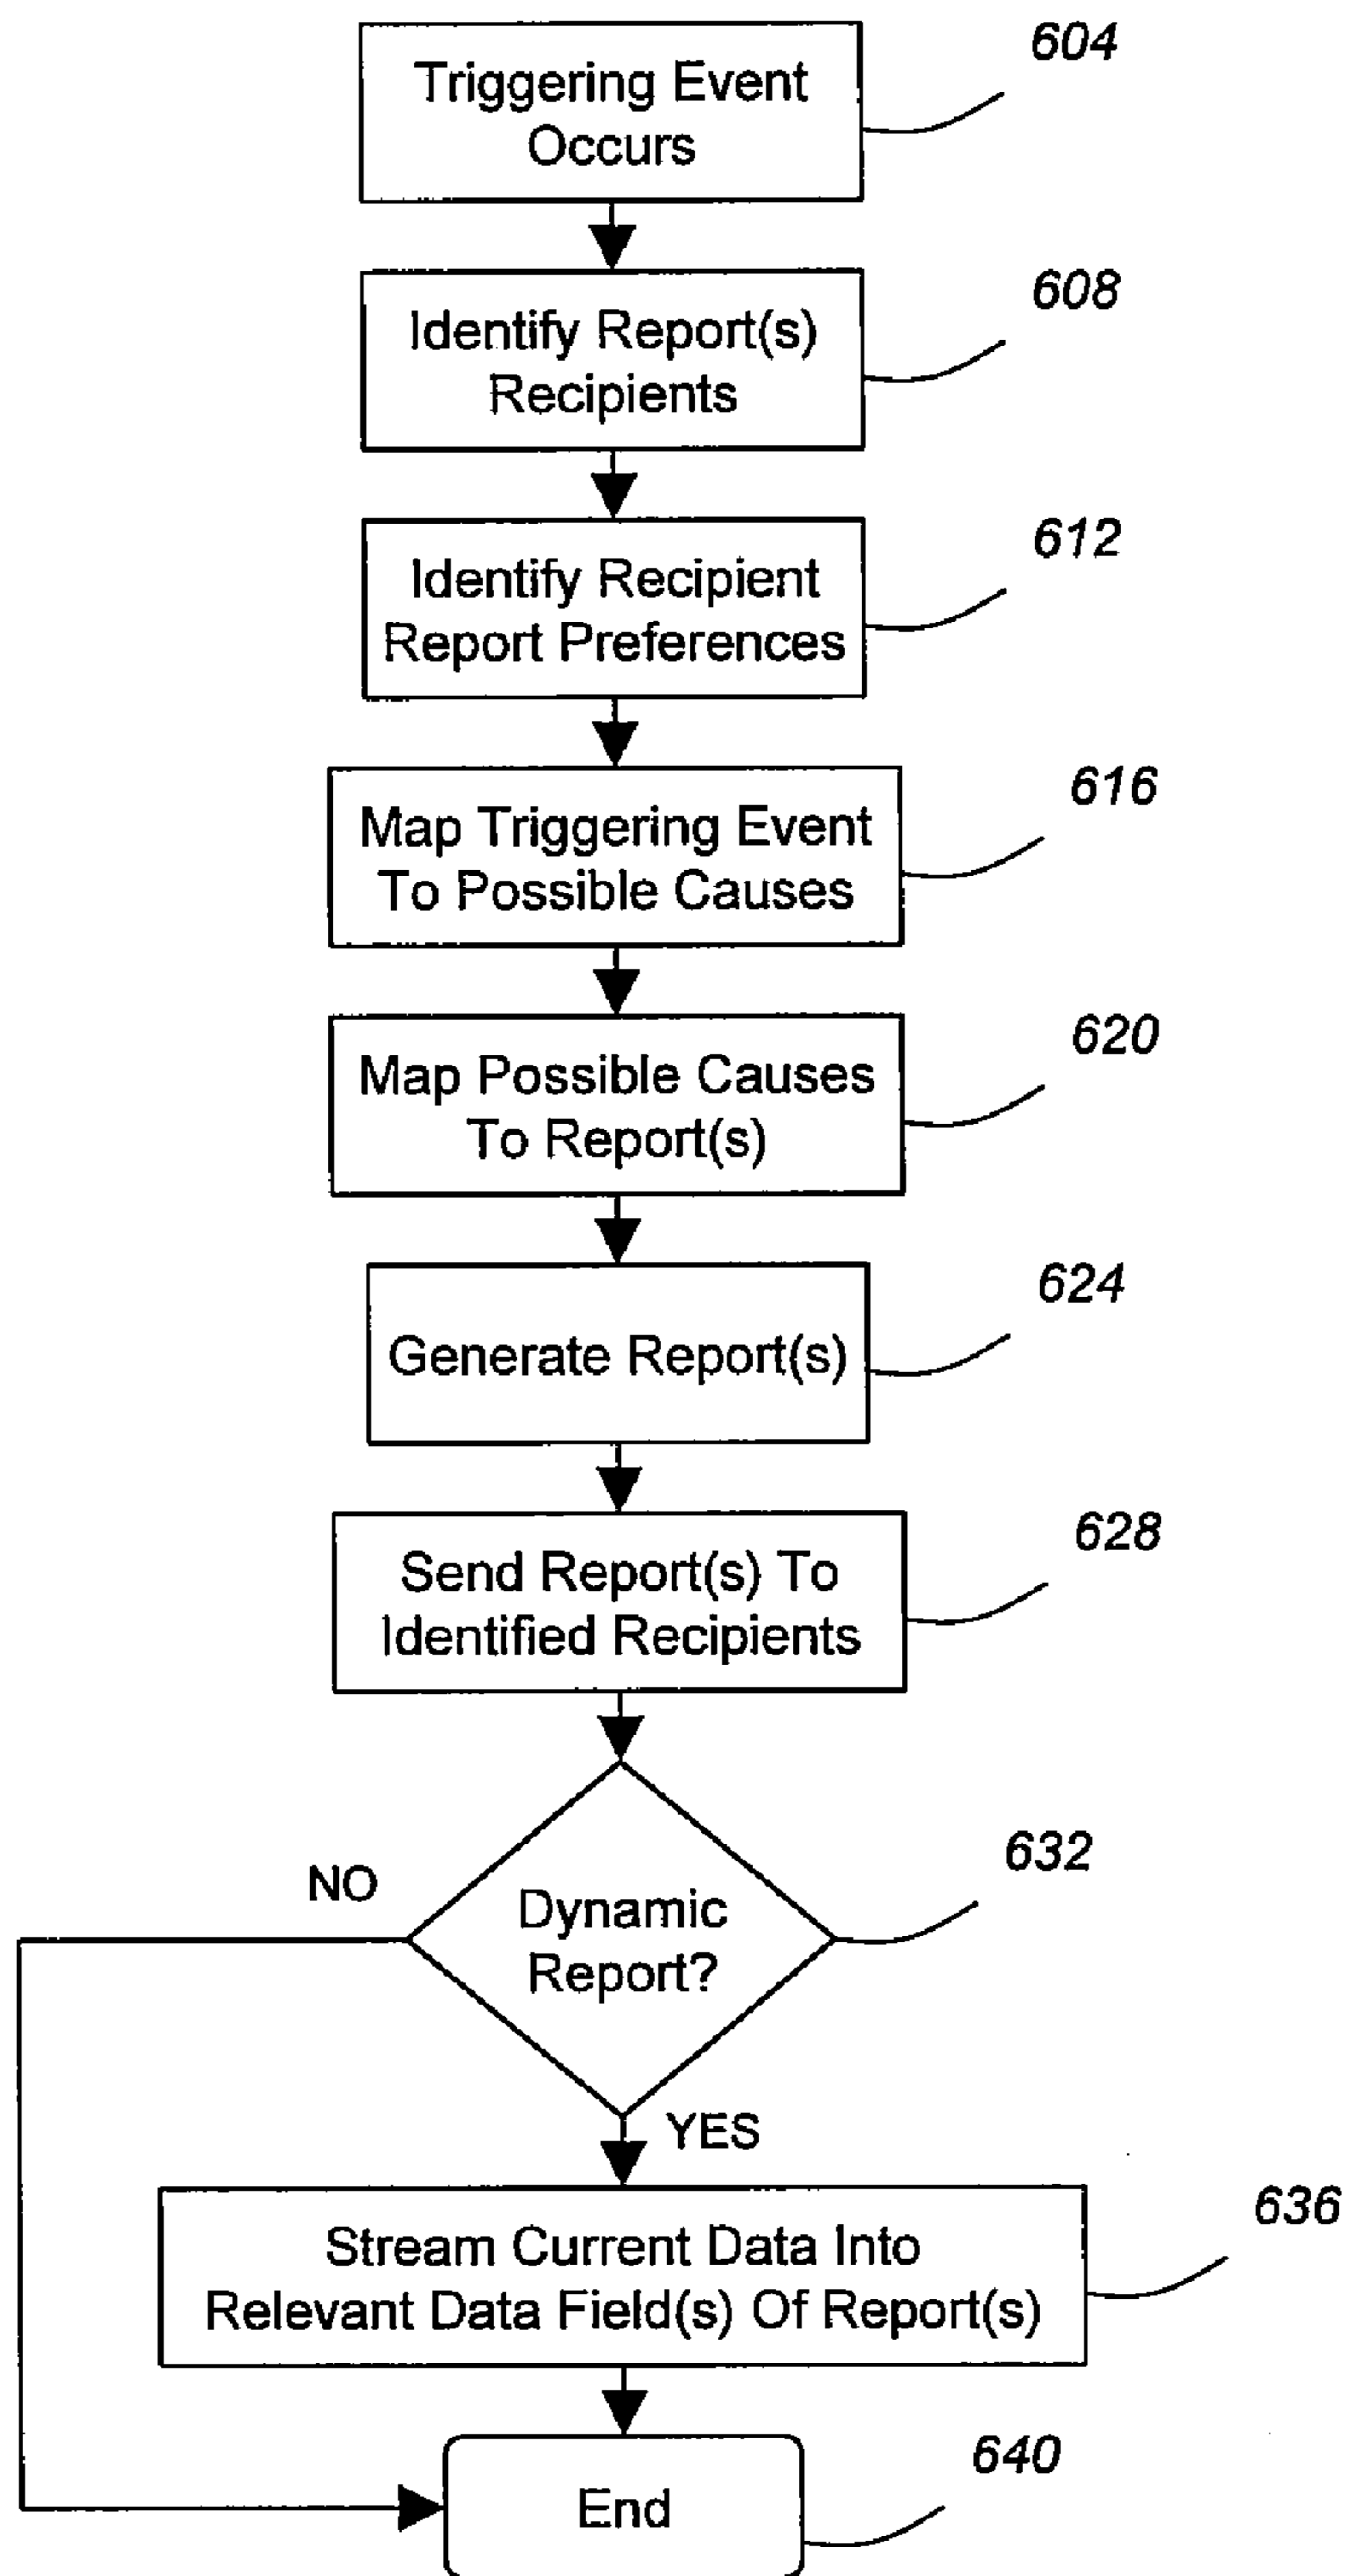 604
Triggering Event
Occurs
608
Identify Report(s)
Recipients
612
Identify Recipient
Report Preferences
616
Map Triggering Event
To Possible Causes
620
Map Possible Causes
To Report(s)
624
Generate Report(s)
628
Send Report(s) To
Identified Recipients
632
NO
Dynamic
Report?
YES
636
Stream Current Data Into
Relevant Data Field(s) Of Report(s)
640
End